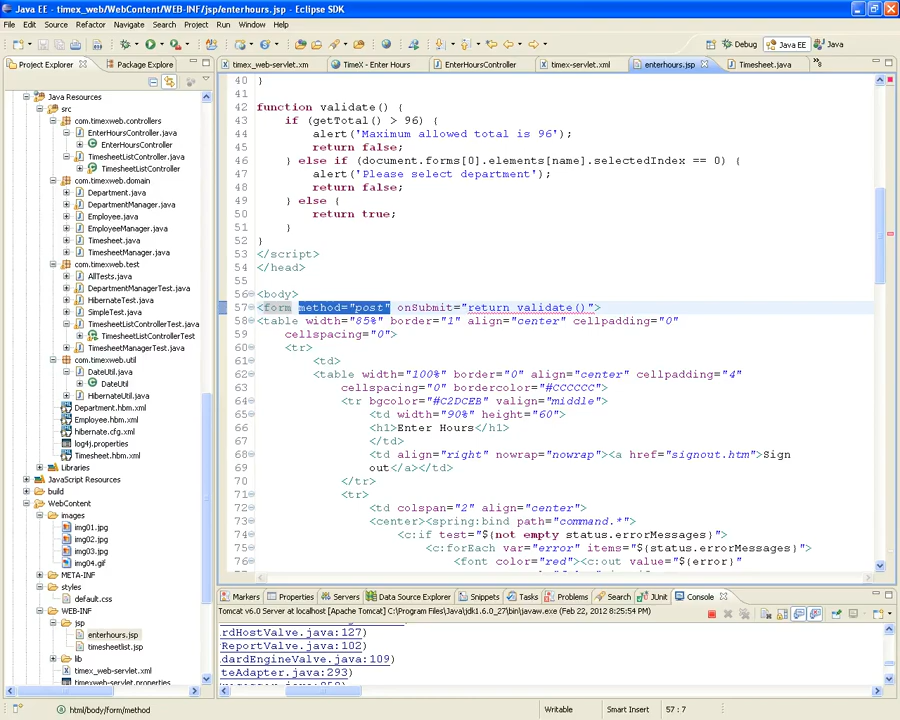 Java EE - timex_web/WebContent/WEB-INF/jsp/enterhours.jsp - Eclipse SDK
File Edit Source Refactor Navigate Search Project Run Window Help
Debug Java EE Java
Project Explorer Package Explorer
timex_web-servlet.xm TimeX - Enter Hours EnterHoursController timex-servlet.xml enterhours.jsp Timesheet.java
Java Resources
src
com.timexweb.controllers
EnterHoursController.java
EnterHoursController
TimesheetListController.java
TimesheetListController
com.timexweb.domain
Department.java
DepartmentManager.java
Employee.java
EmployeeManager.java
Timesheet.java
TimesheetManager.java
com.timexweb.test
AllTests.java
DepartmentManagerTest.java
HibernateTest.java
SimpleTest.java
TimesheetListControllerTest.java
TimesheetListControllerTest
TimesheetManagerTest.java
com.timexweb.util
DateUtil.java
DateUtil
HibernateUtil.java
Department.hbm.xml
Employee.hbm.xml
hibernate.cfg.xml
log4j.properties
Timesheet.hbm.xml
Libraries
JavaScript Resources
build
WebContent
images
img01.jpg
img02.jpg
img03.jpg
img04.gif
META-INF
styles
default.css
WEB-INF
jsp
enterhours.jsp
timesheetlist.jsp
lib
timex_web-servlet.xml
timexweb-servlet.properties
40 }
41
42 function validate() {
43 if (getTotal() > 96) {
44 alert('Maximum allowed total is 96');
45 return false;
46 } else if (document.forms[0].elements[name].selectedIndex == 0) {
47 alert('Please select department');
48 return false;
49 } else {
50 return true;
51 }
52 }
53 </script>
54 </head>
55
56 <body>
57 <form method="post" onSubmit="return validate()">
58 <table width="85%" border="1" align="center" cellpadding="0"
59 cellspacing="0">
60 <tr>
61 <td>
62 <table width="100%" border="0" align="center" cellpadding="4"
63 cellspacing="0" bordercolor="#CCCCCC">
64 <tr bgcolor="#C2DCEB" valign="middle">
65 <td width="90%" height="60">
66 <h1>Enter Hours</h1>
67 </td>
68 <td align="right" nowrap="nowrap"><a href="signout.htm">Sign
69 out</a></td>
70 </tr>
71 <tr>
72 <td colspan="2" align="center">
73 <center><spring:bind path="command.*">
74 <c:if test="${not empty status.errorMessages}">
75 <c:forEach var="error" items="${status.errorMessages}">
76 <font color="red"><c:out value="${error}"
Markers Properties Servers Data Source Explorer Snippets Tasks Problems Search JUnit Console
Tomcat v6.0 Server at localhost [Apache Tomcat] C:\Program Files\Java\jdk1.6.0_27\bin\javaw.exe (Feb 22, 2012 8:25:54 PM)
rdHostValve.java:127)
ReportValve.java:102)
dardEngineValve.java:109)
teAdapter.java:293)
html/body/form/method Writable Smart Insert 57 : 7